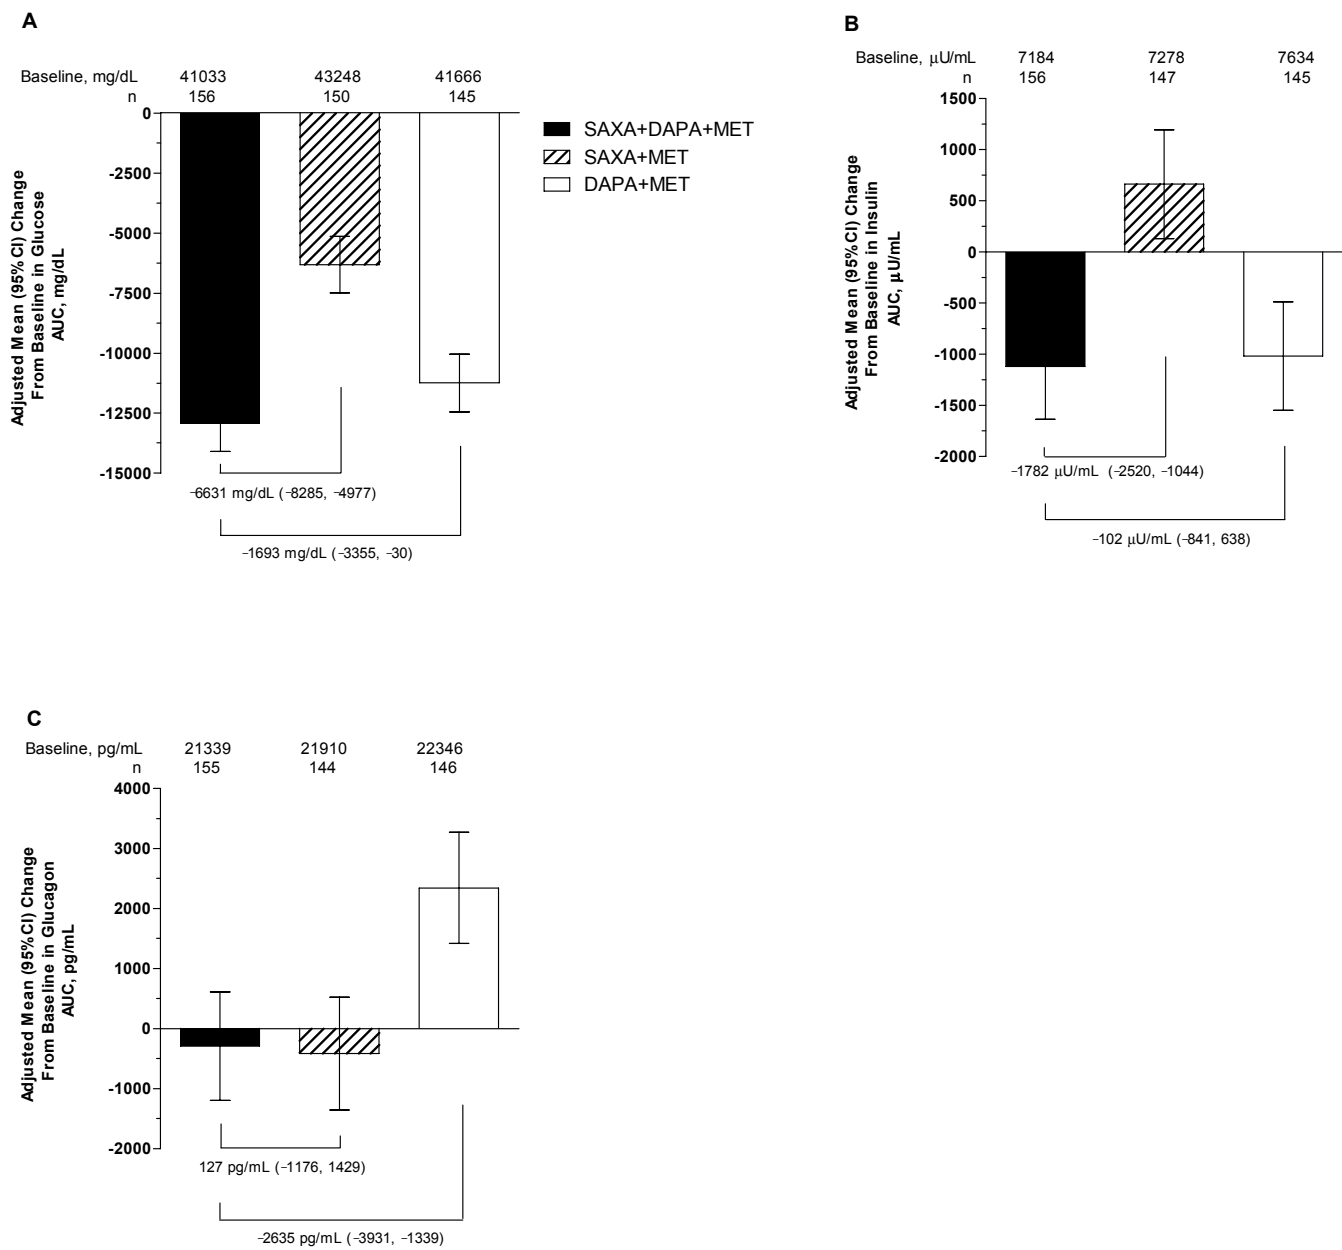 A
Baseline, mg/dL 41033 43248 41666
n 156 150 145
0
-2500
-5000
-7500
-10000
-12500
-15000
Adjusted Mean (95%CI) Change
From Baseline in Glucose
AUC, mg/dL
−6631 mg/dL (−8285, −4977)
−1693 mg/dL (−3355, −30)
SAXA+DAPA+MET
SAXA+MET
DAPA+MET
B
Baseline, μU/mL 7184 7278 7634
n 156 147 145
1500
1000
500
0
-500
-1000
-1500
-2000
Adjusted Mean (95%CI) Change
From Baseline in Insulin
AUC, μU/mL
−1782 μU/mL (−2520, −1044)
−102 μU/mL (−841, 638)
C
Baseline, pg/mL 21339 21910 22346
n 155 144 146
4000
3000
2000
1000
0
-1000
-2000
Adjusted Mean (95%CI) Change
From Baseline in Glucagon
AUC, pg/mL
127 pg/mL (−1176, 1429)
−2635 pg/mL (−3931, −1339)